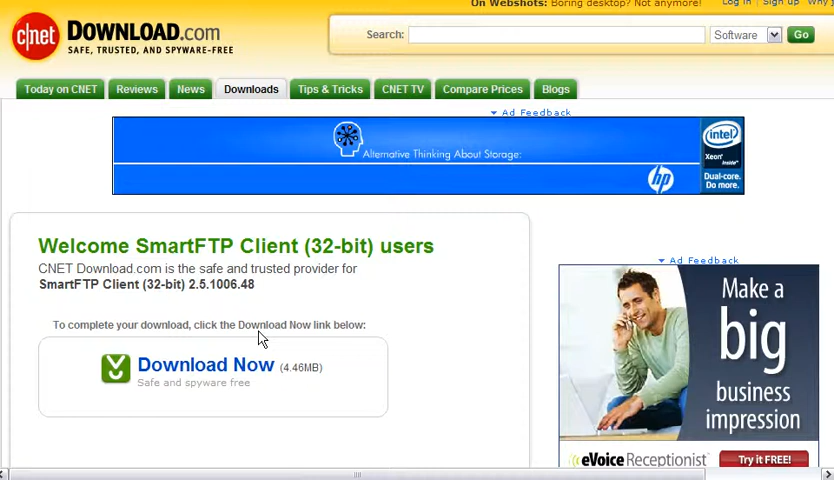 On Webshots: Boring desktop? Not anymore!
Log in | Sign up | Why j
c|net DOWNLOAD.com
SAFE, TRUSTED, AND SPYWARE-FREE
Search: Software Go
Today on CNET Reviews News Downloads Tips & Tricks CNET TV Compare Prices Blogs
Ad Feedback
Alternative Thinking About Storage:
hp
intel
Xeon
inside™
Dual-core.
Do more.
Welcome SmartFTP Client (32-bit) users
CNET Download.com is the safe and trusted provider for
SmartFTP Client (32-bit) 2.5.1006.48
To complete your download, click the Download Now link below:
Download Now (4.46MB)
Safe and spyware free
Ad Feedback
Make a
big
business
impression
eVoice Receptionist™
Try it FREE!